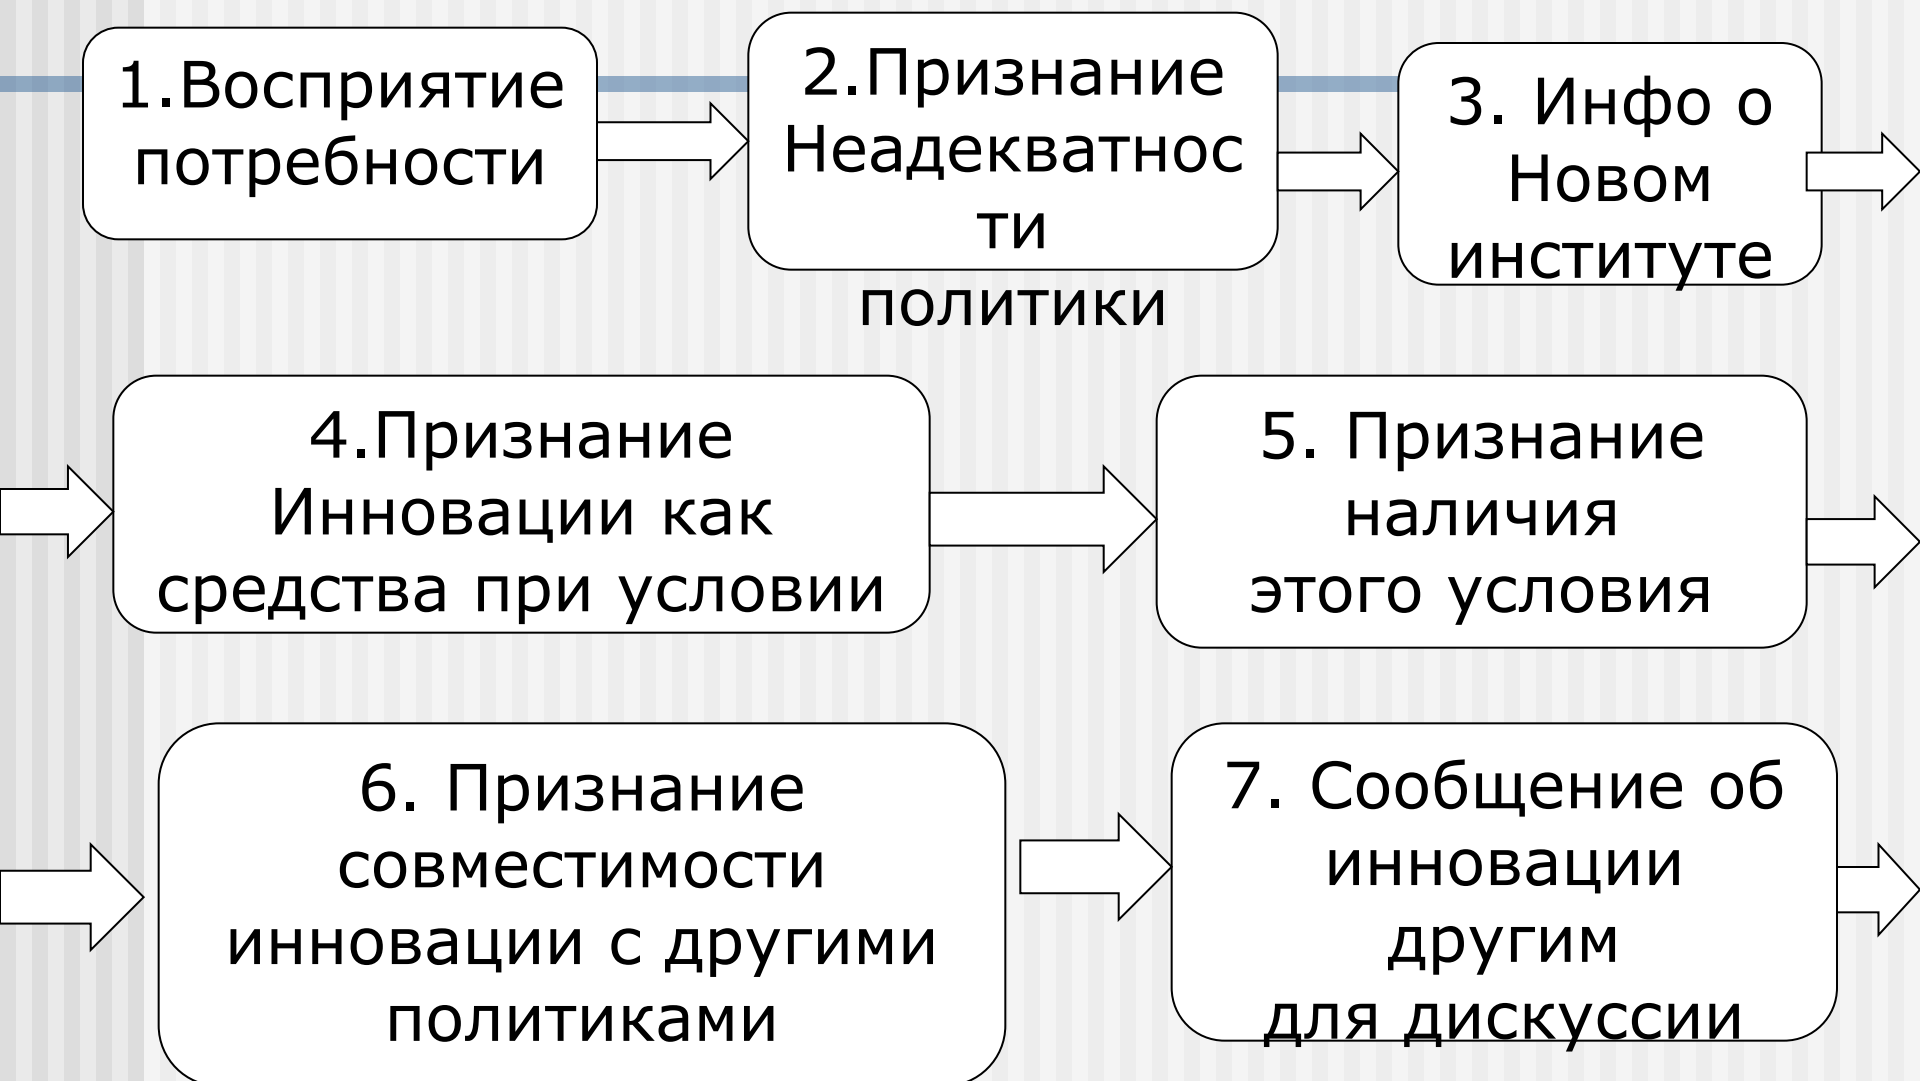 1.Восприятие
потребности
2.Признание
Неадекватнос
ти
политики
3. Инфо о
Новом
институте
4.Признание
Инновации как
средства при условии
5. Признание
наличия
этого условия
6. Признание
совместимости
инновации с другими
политиками
7. Сообщение об
инновации
другим
для дискуссии